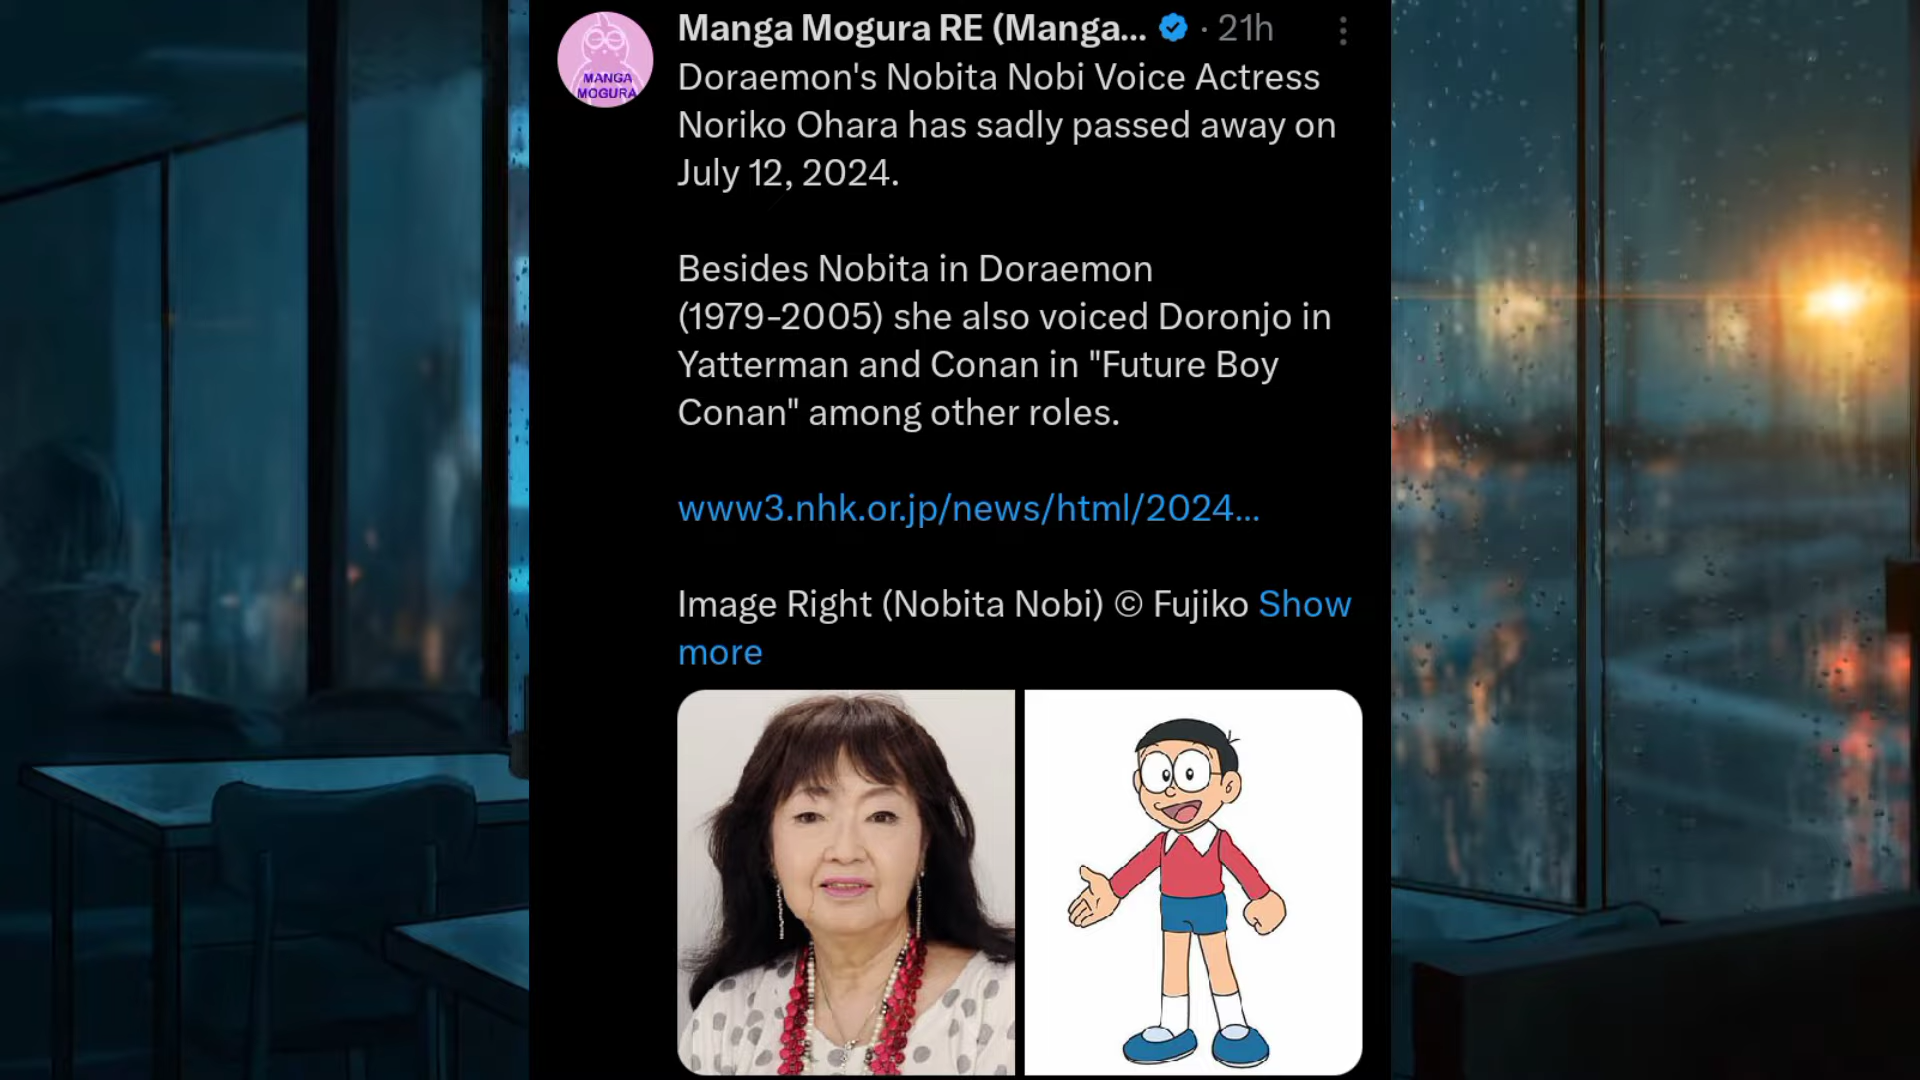 Manga Mogura RE (Manga... · 21h
MANGA
MOGURA
Doraemon's Nobita Nobi Voice Actress
Noriko Ohara has sadly passed away on
July 12, 2024.
Besides Nobita in Doraemon
(1979-2005) she also voiced Doronjo in
Yatterman and Conan in "Future Boy
Conan" among other roles.
www3.nhk.or.jp/news/html/2024...
Image Right (Nobita Nobi) © Fujiko Show
more